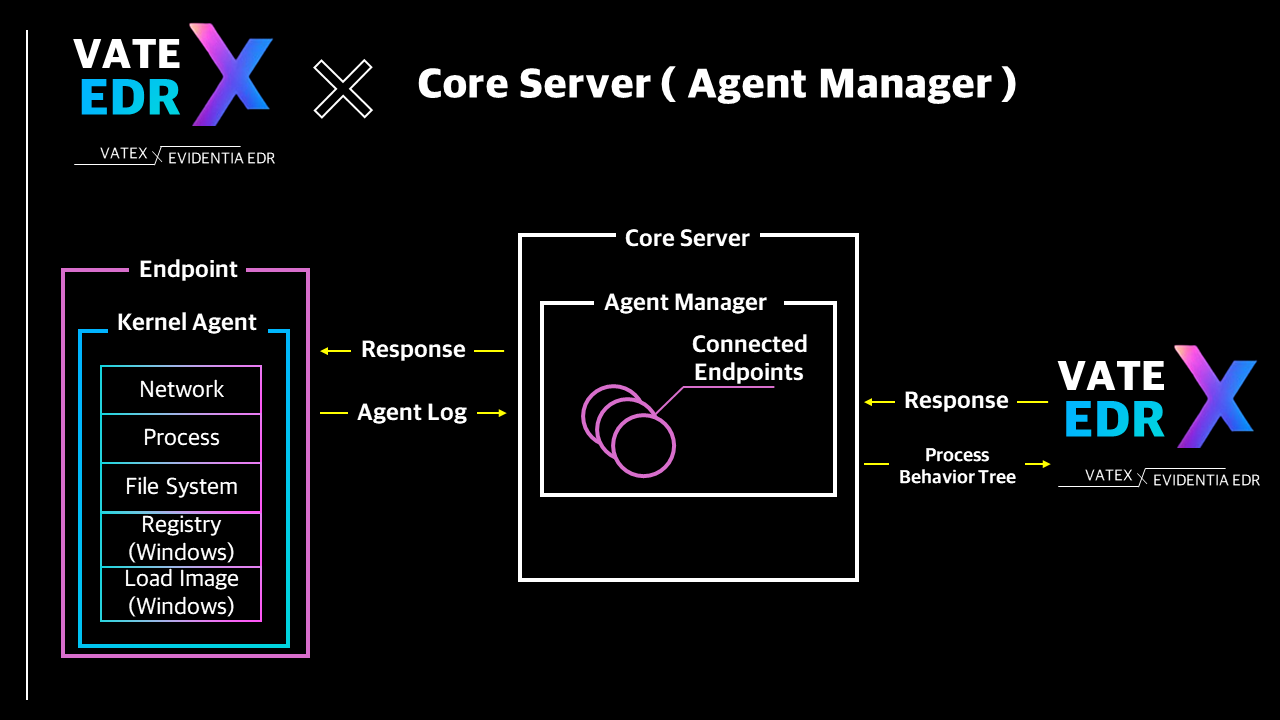 VATE X
EDR
VATEX EVIDENTIA EDR
Core Server ( Agent Manager )
Endpoint
Kernel Agent
Network
Process
File System
Registry
(Windows)
Load Image
(Windows)
Response
Agent Log
Core Server
Agent Manager
Connected
Endpoints
Response
Process
Behavior Tree
VATE X
EDR
VATEX EVIDENTIA EDR